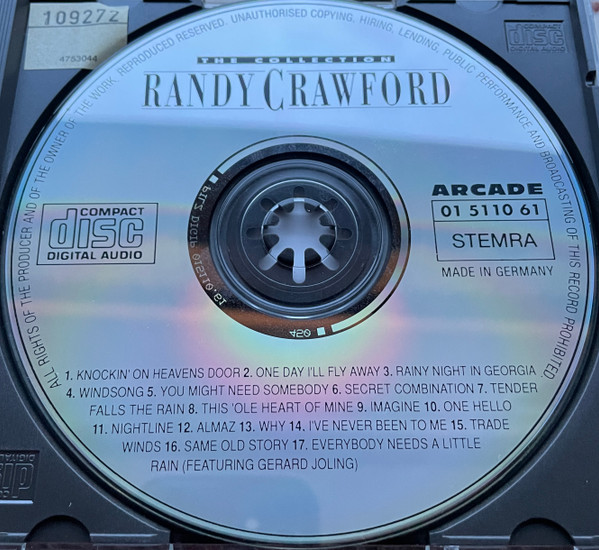 109272
4753044
ALL RIGHTS OF THE PRODUCER AND OF THE OWNER OF THE WORK REPRODUCED RESERVED. UNAUTHORISED COPYING, HIRING, LENDING, PUBLIC PERFORMANCE AND BROADCASTING OF THIS RECORD PROHIBITED.
COMPACT
disc
DIGITAL AUDIO
THE COLLECTION
RANDY CRAWFORD
COMPACT
disc
DIGITAL AUDIO
ARCADE
01 5110 61
STEMRA
MADE IN GERMANY
1. KNOCKIN' ON HEAVENS DOOR 2. ONE DAY I'LL FLY AWAY 3. RAINY NIGHT IN GEORGIA
4. WINDSONG 5. YOU MIGHT NEED SOMEBODY 6. SECRET COMBINATION 7. TENDER
FALLS THE RAIN 8. THIS 'OLE HEART OF MINE 9. IMAGINE 10. ONE HELLO
11. NIGHTLINE 12. ALMAZ 13. WHY 14. I'VE NEVER BEEN TO ME 15. TRADE
WINDS 16. SAME OLD STORY 17. EVERYBODY NEEDS A LITTLE
RAIN (FEATURING GERARD JOLING)